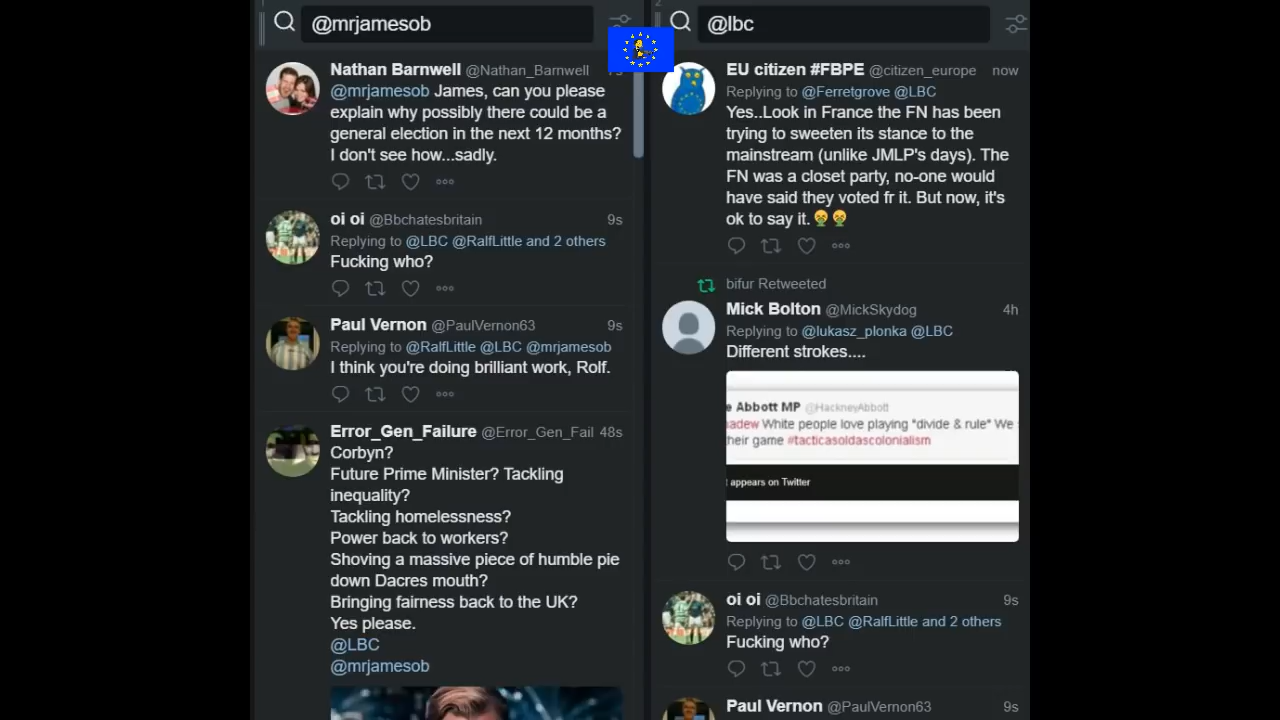 @mrjamesob
Nathan Barnwell @Nathan_Barnwell
@mrjamesob James, can you please
explain why possibly there could be a
general election in the next 12 months?
I don't see how...sadly.
oi oi @Bbchatesbritain 9s
Replying to @LBC @RalfLittle and 2 others
Fucking who?
Paul Vernon @PaulVernon63 9s
Replying to @RalfLittle @LBC @mrjamesob
I think you're doing brilliant work, Rolf.
Error_Gen_Failure @Error_Gen_Fail 48s
Corbyn?
Future Prime Minister? Tackling
inequality?
Tackling homelessness?
Power back to workers?
Shoving a massive piece of humble pie
down Dacres mouth?
Bringing fairness back to the UK?
Yes please.
@LBC
@mrjamesob
2
@lbc
EU citizen #FBPE @citizen_europe now
Replying to @Ferretgrove @LBC
Yes..Look in France the FN has been
trying to sweeten its stance to the
mainstream (unlike JMLP's days). The
FN was a closet party, no-one would
have said they voted fr it. But now, it's
ok to say it.
bifur Retweeted
Mick Bolton @MickSkydog 4h
Replying to @lukasz_plonka @LBC
Different strokes....
e Abbott MP @HackneyAbbott
adew White people love playing "divide & rule" We
heir game #tacticasoldascolonialism
t appears on Twitter
oi oi @Bbchatesbritain 9s
Replying to @LBC @RalfLittle and 2 others
Fucking who?
Paul Vernon @PaulVernon63 9s